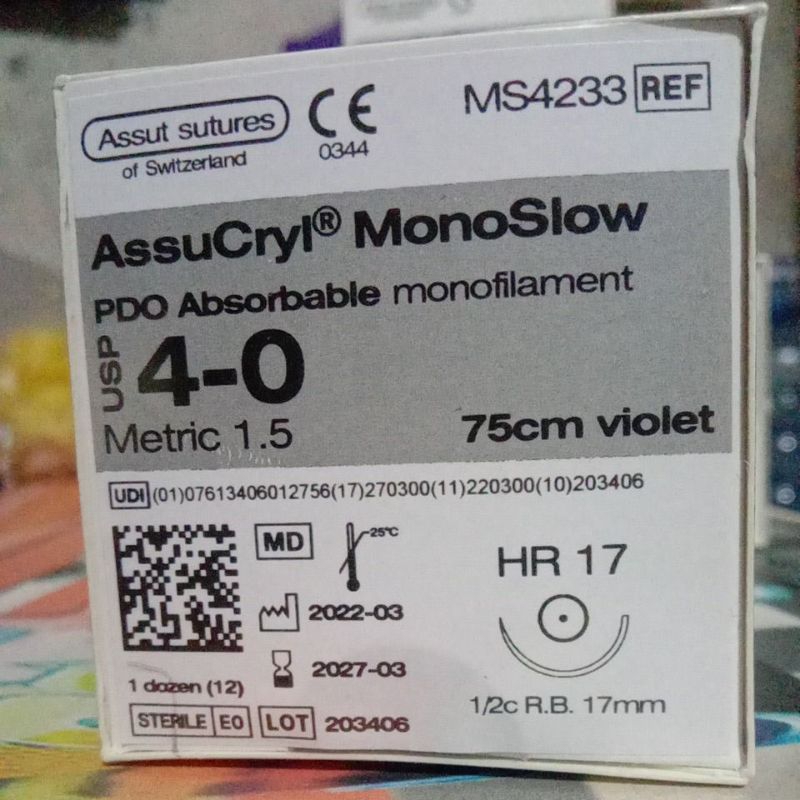 Assut sutures
of Switzerland
CE
0344
MS4233 REF
AssuCryl® MonoSlow
PDO Absorbable monofilament
USP 4-0
Metric 1.5
75cm violet
UDI (01)07613406012756(17)270300(11)220300(10)203406
MD
25°C
2022-03
2027-03
1 dozen (12)
STERILE EO LOT 203406
HR 17
1/2c R.B. 17mm